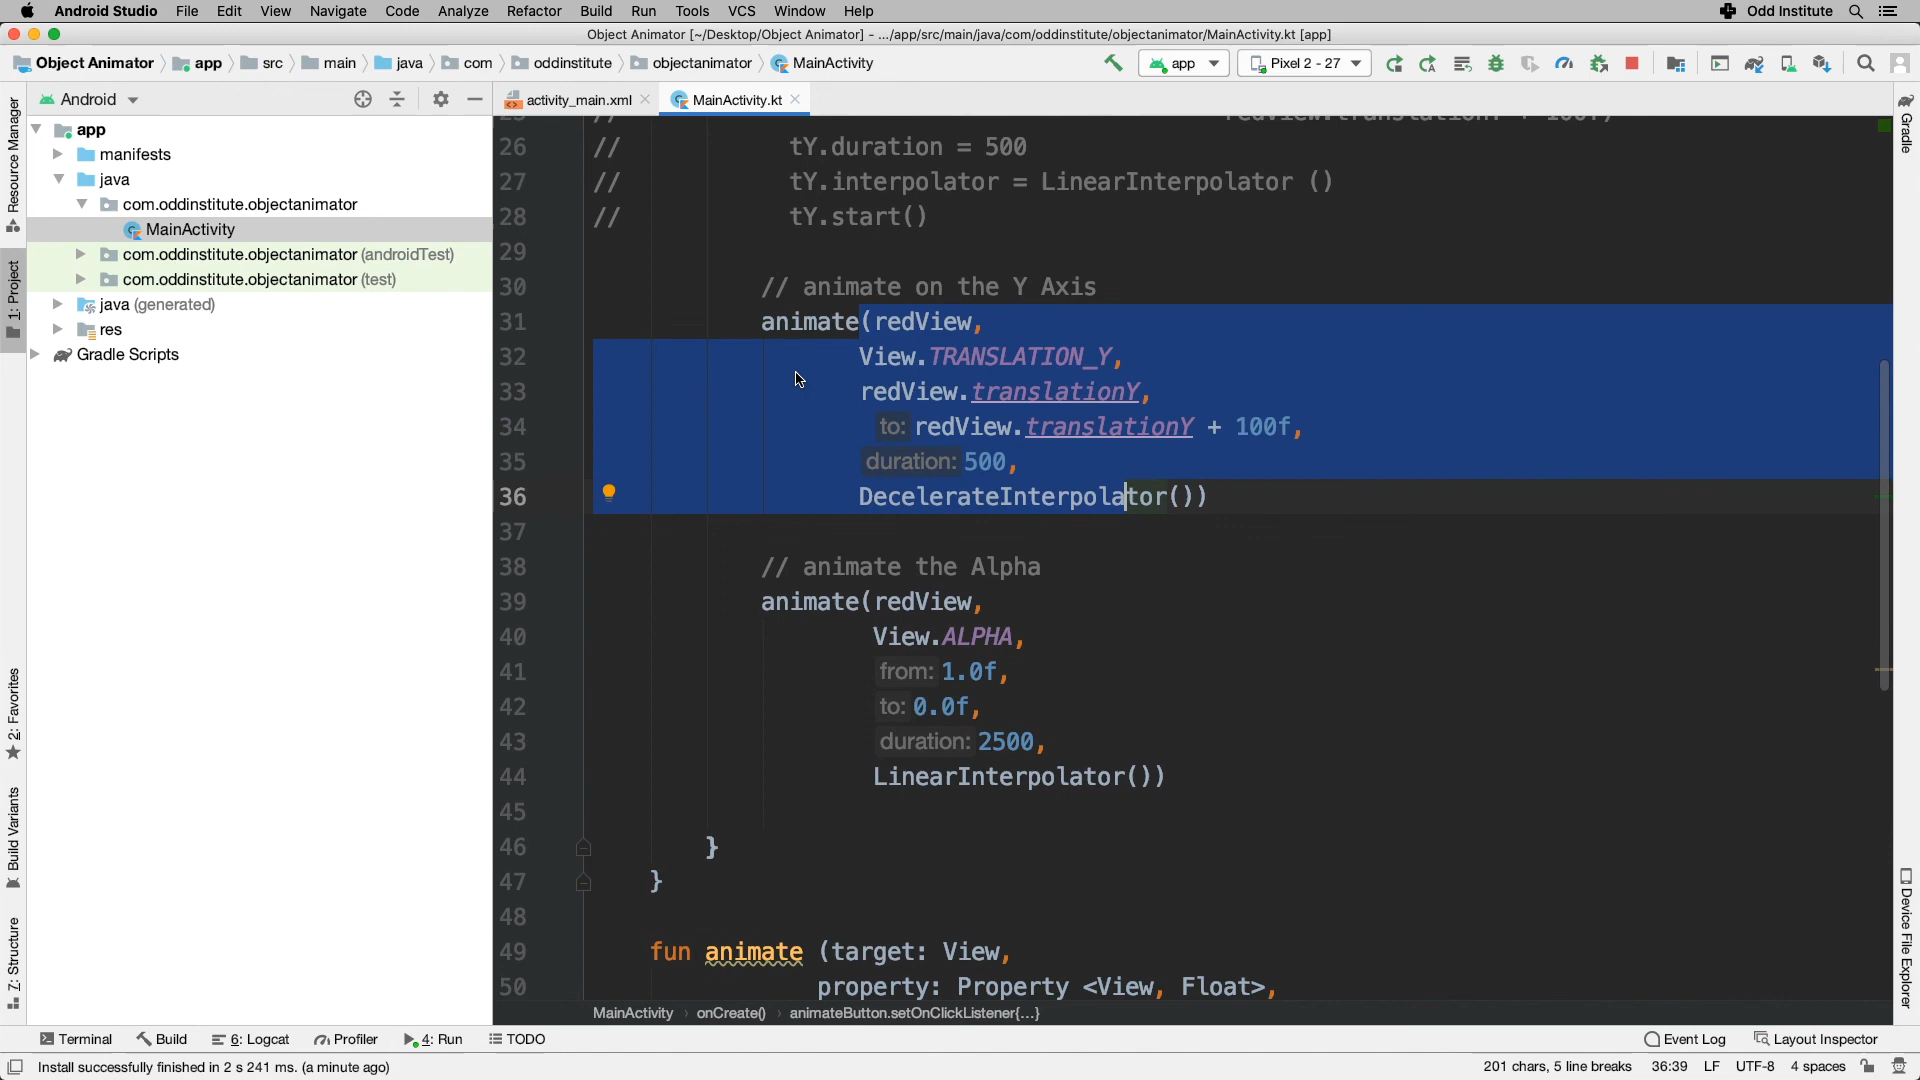 Android Studio File Edit View Navigate Code Analyze Refactor Build Run Tools VCS Window Help Odd Institute
Object Animator [~/Desktop/Object Animator] - .../app/src/main/java/com/oddinstitute/objectanimator/MainActivity.kt [app]
Object Animator app src main java com oddinstitute objectanimator MainActivity app Pixel 2 - 27
Android
activity_main.xml MainActivity.kt
Resource Manager
1: Project
2: Favorites
Build Variants
7: Structure
app
manifests
java
com.oddinstitute.objectanimator
MainActivity
com.oddinstitute.objectanimator (androidTest)
com.oddinstitute.objectanimator (test)
java (generated)
res
Gradle Scripts
26 // tY.duration = 500
27 // tY.interpolator = LinearInterpolator ()
28 // tY.start()
29
30 // animate on the Y Axis
31 animate(redView,
32 View.TRANSLATION_Y,
33 redView.translationY,
34 to: redView.translationY + 100f,
35 duration: 500,
36 DecelerateInterpolator())
37
38 // animate the Alpha
39 animate(redView,
40 View.ALPHA,
41 from: 1.0f,
42 to: 0.0f,
43 duration: 2500,
44 LinearInterpolator())
45
46 }
47 }
48
49 fun animate (target: View,
50 property: Property <View, Float>,
MainActivity onCreate() animateButton.setOnClickListener{...}
Gradle
Device File Explorer
Terminal Build 6: Logcat Profiler 4: Run TODO Event Log Layout Inspector
Install successfully finished in 2 s 241 ms. (a minute ago) 201 chars, 5 line breaks 36:39 LF UTF-8 4 spaces